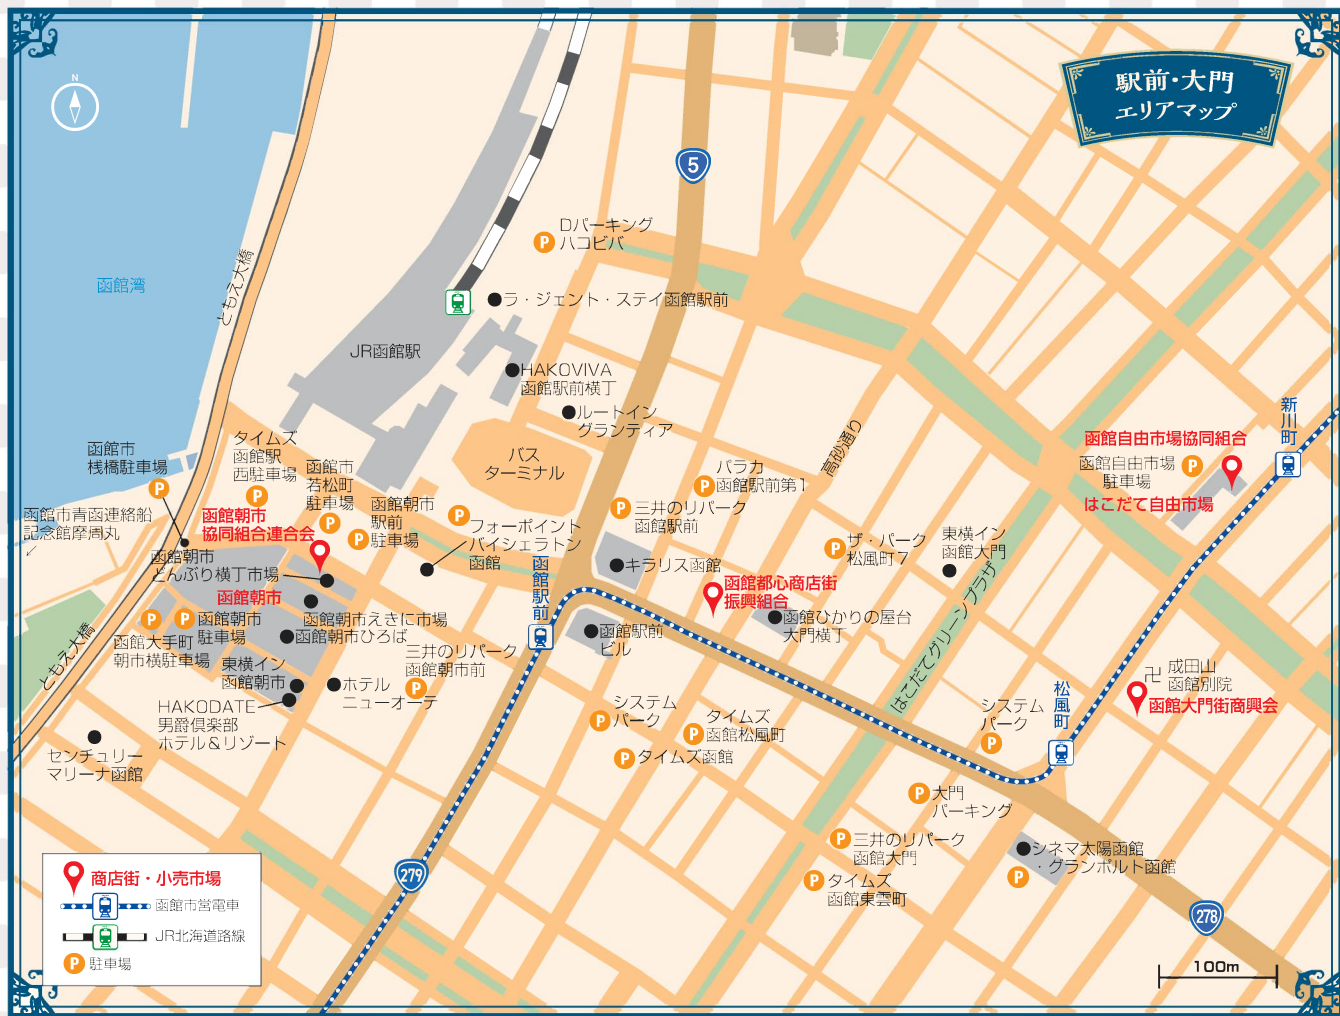 駅前・大門
エリアマップ
N
5
Dパーキング
ハコビバ
函館湾
ともえ大橋
ラ・ジェント・ステイ函館駅前
JR函館駅
HAKOVIVA
函館駅前横丁
ルートイン
グランティア
バス
ターミナル
高砂通り
新川町
函館自由市場協同組合
函館自由市場
駐車場
はこだて自由市場
函館市
桟橋駐車場
タイムズ
函館駅
西駐車場
函館市
若松町
駐車場
函館朝市
駅前
駐車場
パラカ
函館駅前第1
三井のリパーク
函館駅前
フォーポイント
バイシェラトン
函館
函館市青函連絡船
記念館摩周丸
函館朝市
協同組合連合会
函館朝市
どんぶり横丁市場
函館朝市
函館朝市えきに市場
函館朝市ひろば
函館朝市
駐車場
函館大手町
朝市横駐車場
ともえ大橋
東横イン
函館朝市
HAKODATE
男爵倶楽部
ホテル&リゾート
ホテル
ニューオーテ
三井のリパーク
函館朝市前
センチュリー
マリーナ函館
函館駅前
キラリス函館
函館駅前
ビル
函館都心商店街
振興組合
函館ひかりの屋台
大門横丁
ザ・パーク
松風町7
東横イン
函館大門
はこだてグリーンプラザ
システム
パーク
タイムズ
函館松風町
タイムズ函館
システム
パーク
松風町
卍 成田山
函館別院
函館大門街商興会
大門
パーキング
三井のリパーク
函館大門
タイムズ
函館東雲町
シネマ太陽函館
・グランポルト函館
279
278
100m
商店街・小売市場
函館市営電車
JR北海道路線
P 駐車場